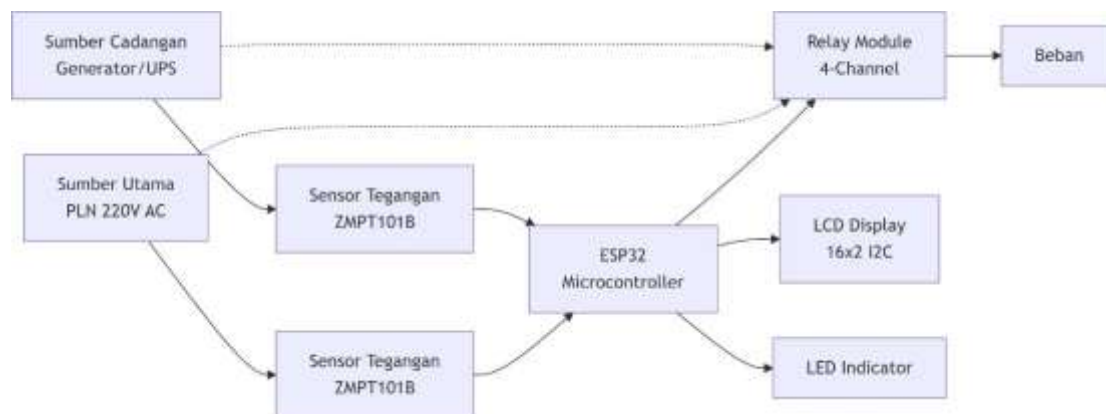 Sumber Cadangan
Generator/UPS
Relay Module
4-Channel
Beban
Sumber Utama
PLN 220V AC
Sensor Tegangan
ZMPT101B
LCD Display
16x2 I2C
ESP32
Microcontroller
Sensor Tegangan
ZMPT101B
LED Indicator